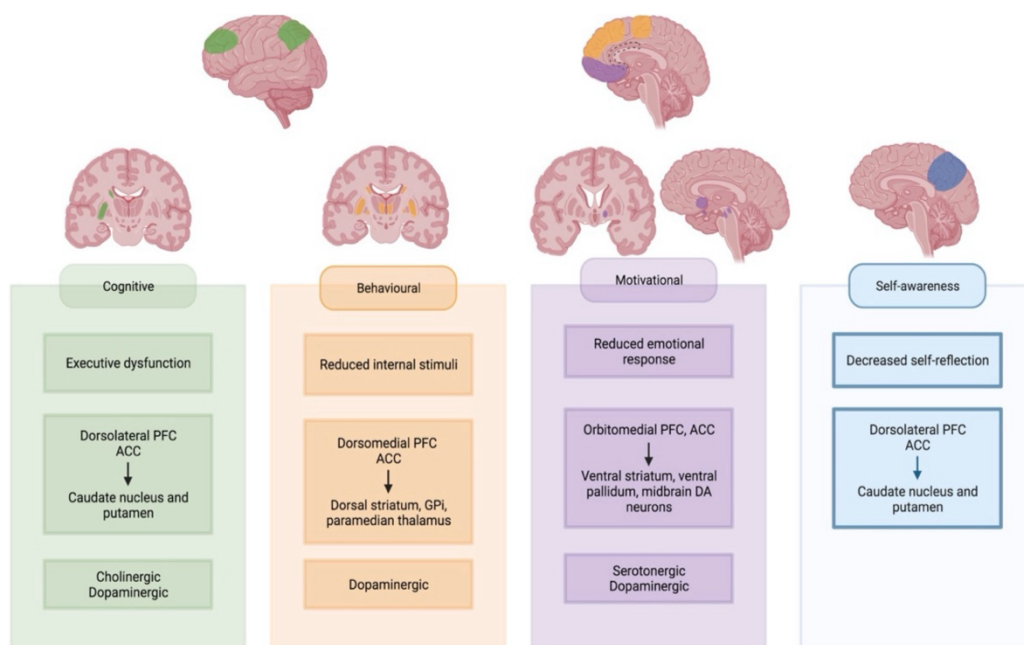 Cognitive
Executive dysfunction
Dorsolateral PFC
ACC
Caudate nucleus and
putamen
Cholinergic
Dopaminergic
Behavioural
Reduced internal stimuli
Dorsomedial PFC
ACC
Dorsal striatum, GPi,
paramedian thalamus
Dopaminergic
Motivational
Reduced emotional
response
Orbitomedial PFC, ACC
Ventral striatum, ventral
pallidum, midbrain DA
neurons
Serotonergic
Dopaminergic
Self-awareness
Decreased self-reflection
Dorsolateral PFC
ACC
Caudate nucleus and
putamen